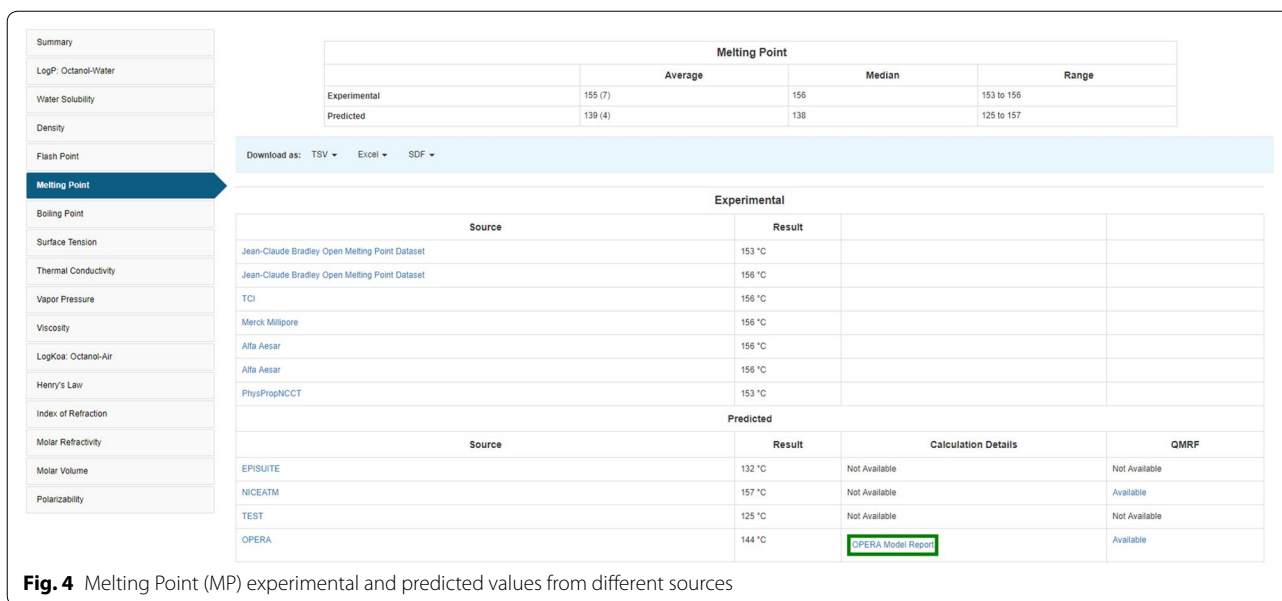 Summary
LogP: Octanol-Water
Water Solubility
Density
Flash Point
Melting Point
Boiling Point
Surface Tension
Thermal Conductivity
Vapor Pressure
Viscosity
LogKoa: Octanol-Air
Henry's Law
Index of Refraction
Molar Refractivity
Molar Volume
Polarizability
Melting Point
Average Median Range
Experimental 155 (7) 156 153 to 156
Predicted 139 (4) 138 125 to 157
Download as: TSV Excel SDF
Experimental
Source Result
Jean-Claude Bradley Open Melting Point Dataset 153 °C
Jean-Claude Bradley Open Melting Point Dataset 156 °C
TCI 156 °C
Merck Millipore 156 °C
Alfa Aesar 156 °C
Alfa Aesar 156 °C
PhysPropNCCT 153 °C
Predicted
Source Result Calculation Details QMRF
EPISUITE 132 °C Not Available Not Available
NICEATM 157 °C Not Available Available
TEST 125 °C Not Available Not Available
OPERA 144 °C OPERA Model Report Available
Fig. 4 Melting Point (MP) experimental and predicted values from different sources